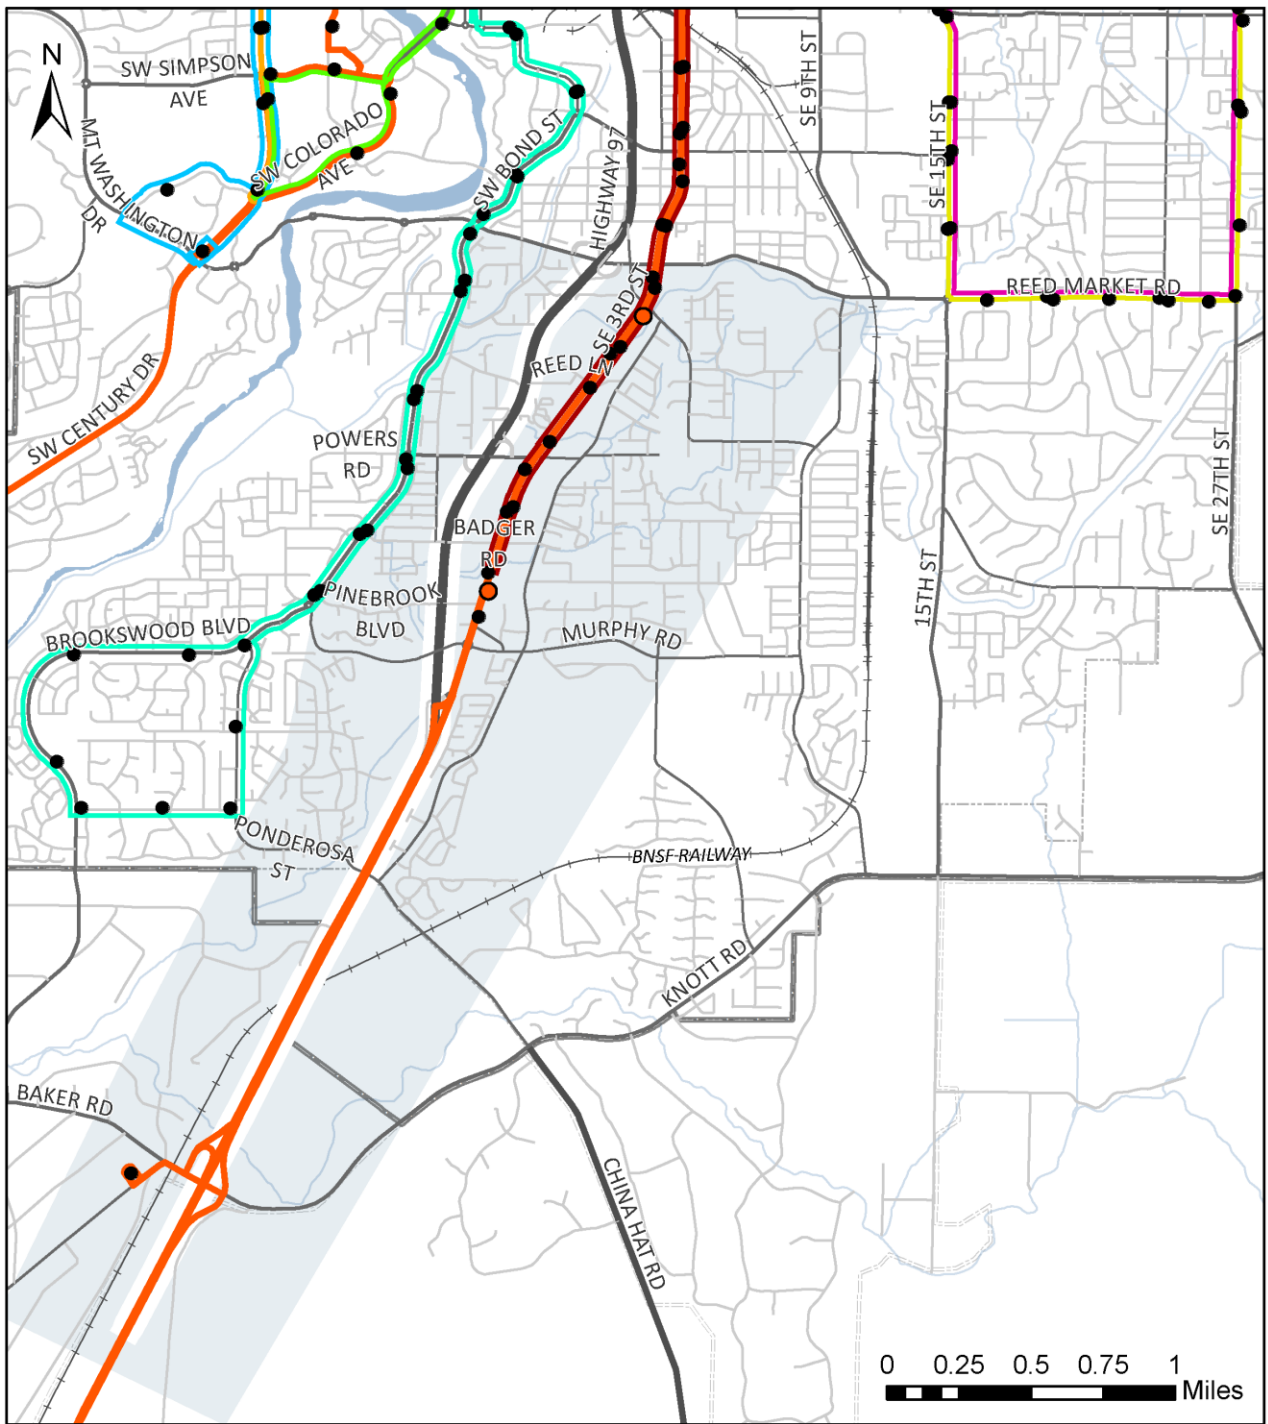 N
SW SIMPSON
AVE
MT WASHINGTON
DR
SW COLORADO
AVE
SW BOND ST
HIGHWAY 97
SE 9TH ST
SE 15TH ST
REED MARKET RD
SE 3RD ST
REED LN
SW CENTURY DR
POWERS
RD
SE 27TH ST
BADGER
RD
15TH ST
PINEBROOK
BLVD
BROOKSWOOD BLVD
MURPHY RD
PONDEROSA
ST
BNSF RAILWAY
KNOTT RD
BAKER RD
CHINA HAT RD
0 0.25 0.5 0.75 1
Miles